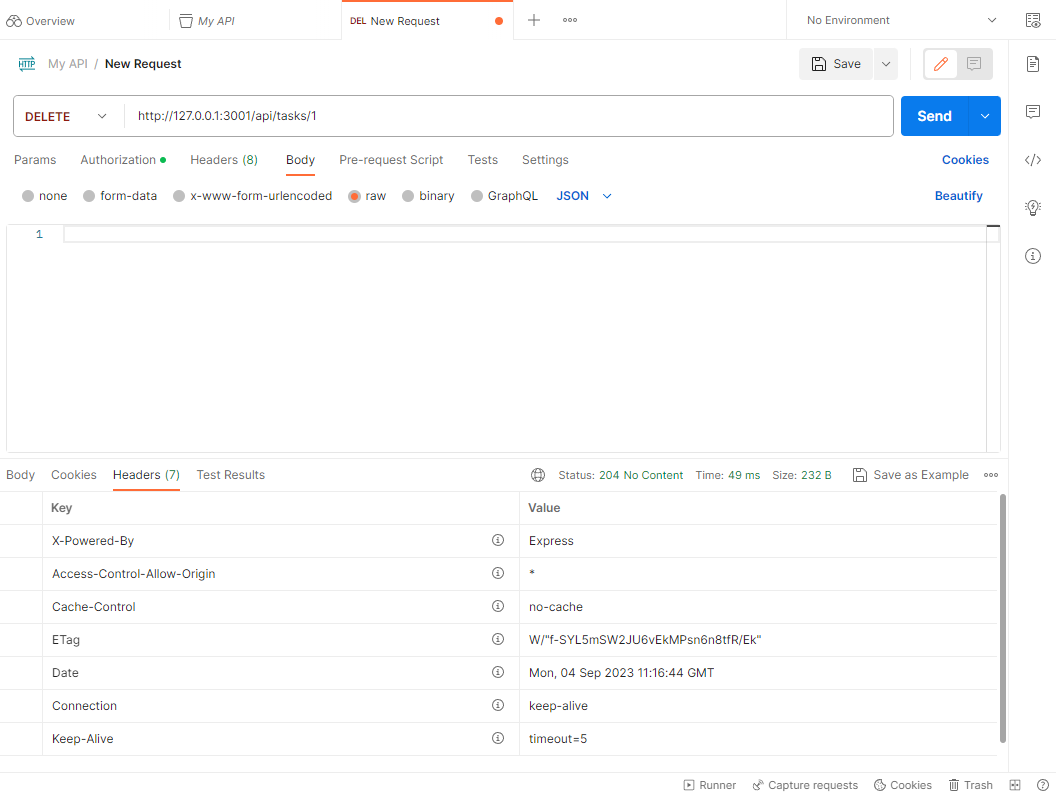 Overview My API DEL New Request No Environment
HTTP My API / New Request Save
DELETE http://127.0.0.1:3001/api/tasks/1 Send
Params Authorization Headers (8) Body Pre-request Script Tests Settings Cookies
none form-data x-www-form-urlencoded raw binary GraphQL JSON Beautify
1
Body Cookies Headers (7) Test Results Status: 204 No Content Time: 49 ms Size: 232 B Save as Example
Key Value
X-Powered-By Express
Access-Control-Allow-Origin *
Cache-Control no-cache
ETag W/"f-SYL5mSW2JU6vEkMPsn6n8tfR/Ek"
Date Mon, 04 Sep 2023 11:16:44 GMT
Connection keep-alive
Keep-Alive timeout=5
Runner Capture requests Cookies Trash